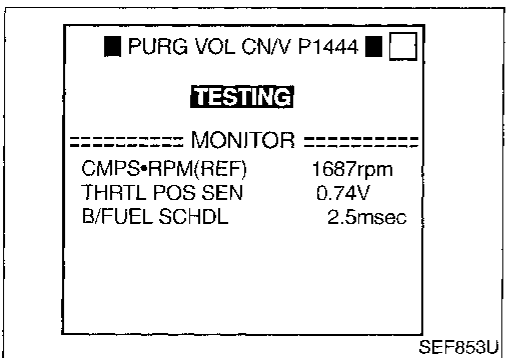 ■ PURG VOL CN/V P1444 ■
TESTING
========== MONITOR ==========
CMPS•RPM(REF) 1687rpm
THRTL POS SEN 0.74V
B/FUEL SCHDL 2.5msec
SEF853U